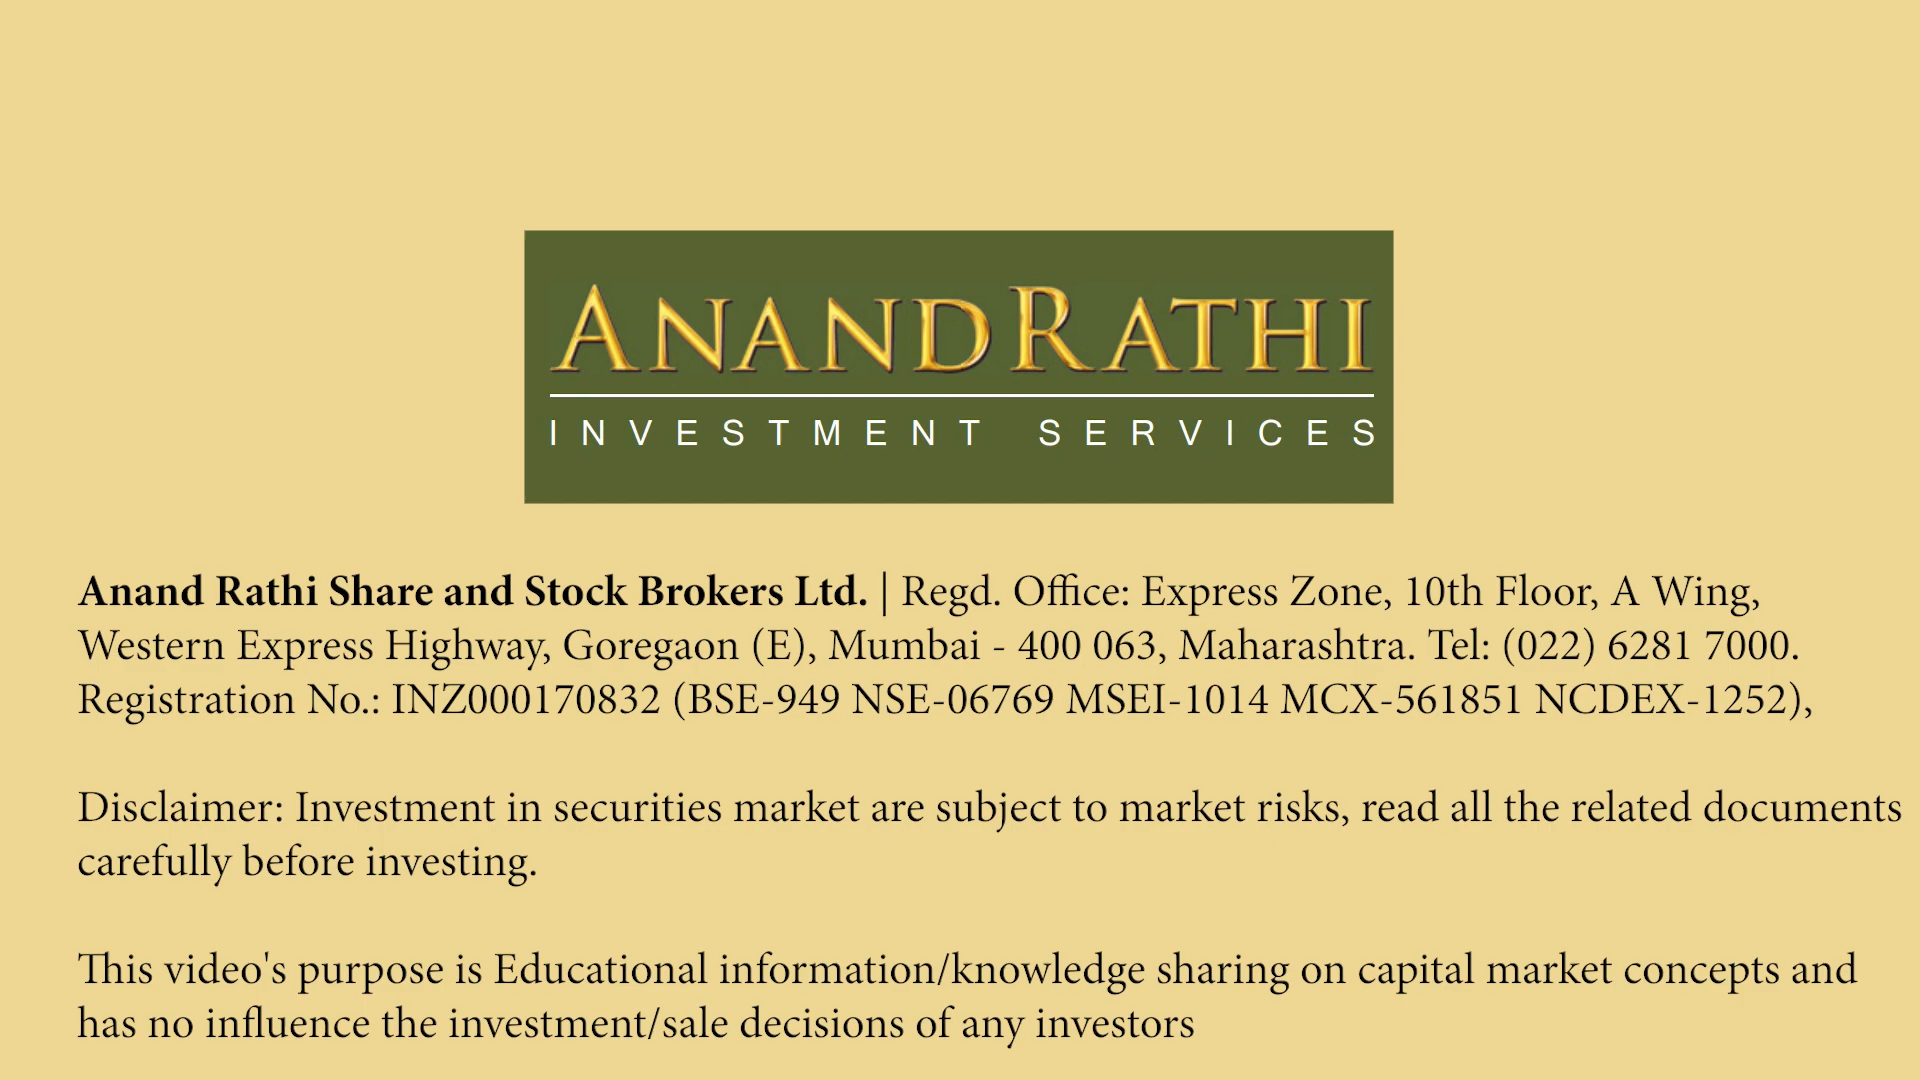 ANANDRATHI
INVESTMENT SERVICES
Anand Rathi Share and Stock Brokers Ltd. | Regd. Office: Express Zone, 10th Floor, A Wing,
Western Express Highway, Goregaon (E), Mumbai - 400 063, Maharashtra. Tel: (022) 6281 7000.
Registration No.: INZ000170832 (BSE-949 NSE-06769 MSEI-1014 MCX-561851 NCDEX-1252),
Disclaimer: Investment in securities market are subject to market risks, read all the related documents
carefully before investing.
This video's purpose is Educational information/knowledge sharing on capital market concepts and
has no influence the investment/sale decisions of any investors